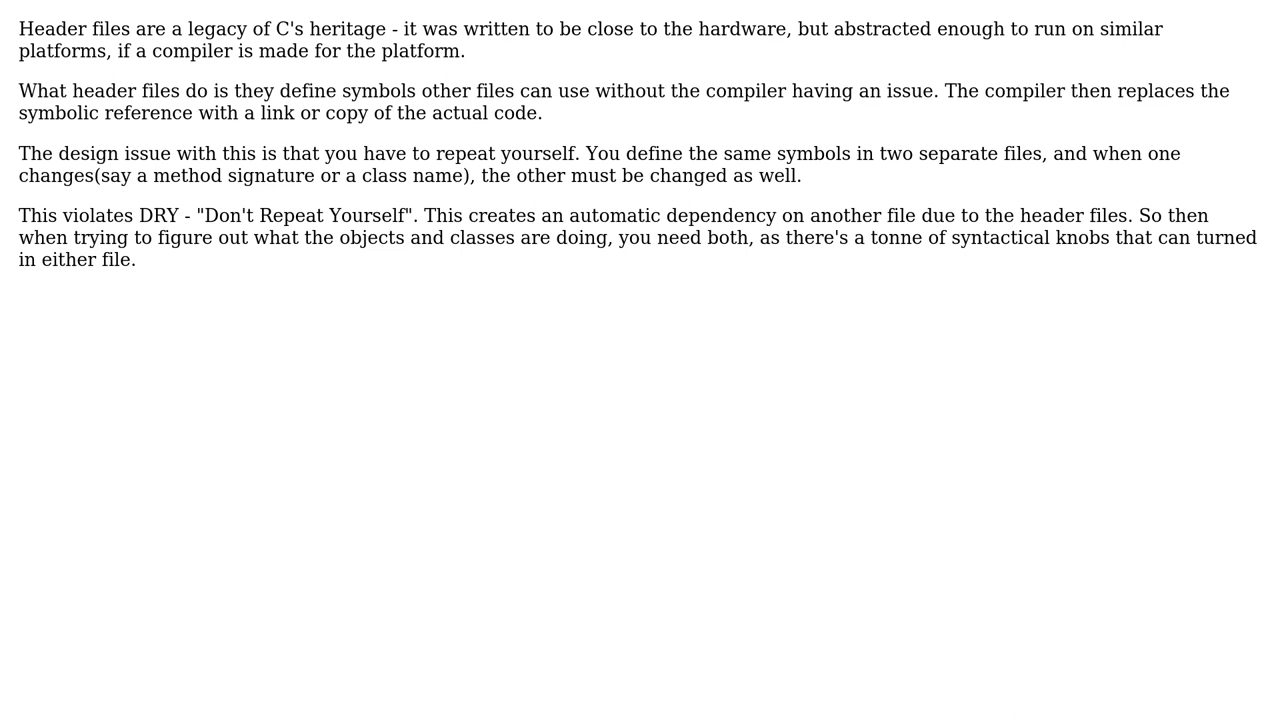 Header files are a legacy of C's heritage - it was written to be close to the hardware, but abstracted enough to run on similar
platforms, if a compiler is made for the platform.
What header files do is they define symbols other files can use without the compiler having an issue. The compiler then replaces the
symbolic reference with a link or copy of the actual code.
The design issue with this is that you have to repeat yourself. You define the same symbols in two separate files, and when one
changes(say a method signature or a class name), the other must be changed as well.
This violates DRY - "Don't Repeat Yourself". This creates an automatic dependency on another file due to the header files. So then
when trying to figure out what the objects and classes are doing, you need both, as there's a tonne of syntactical knobs that can turned
in either file.